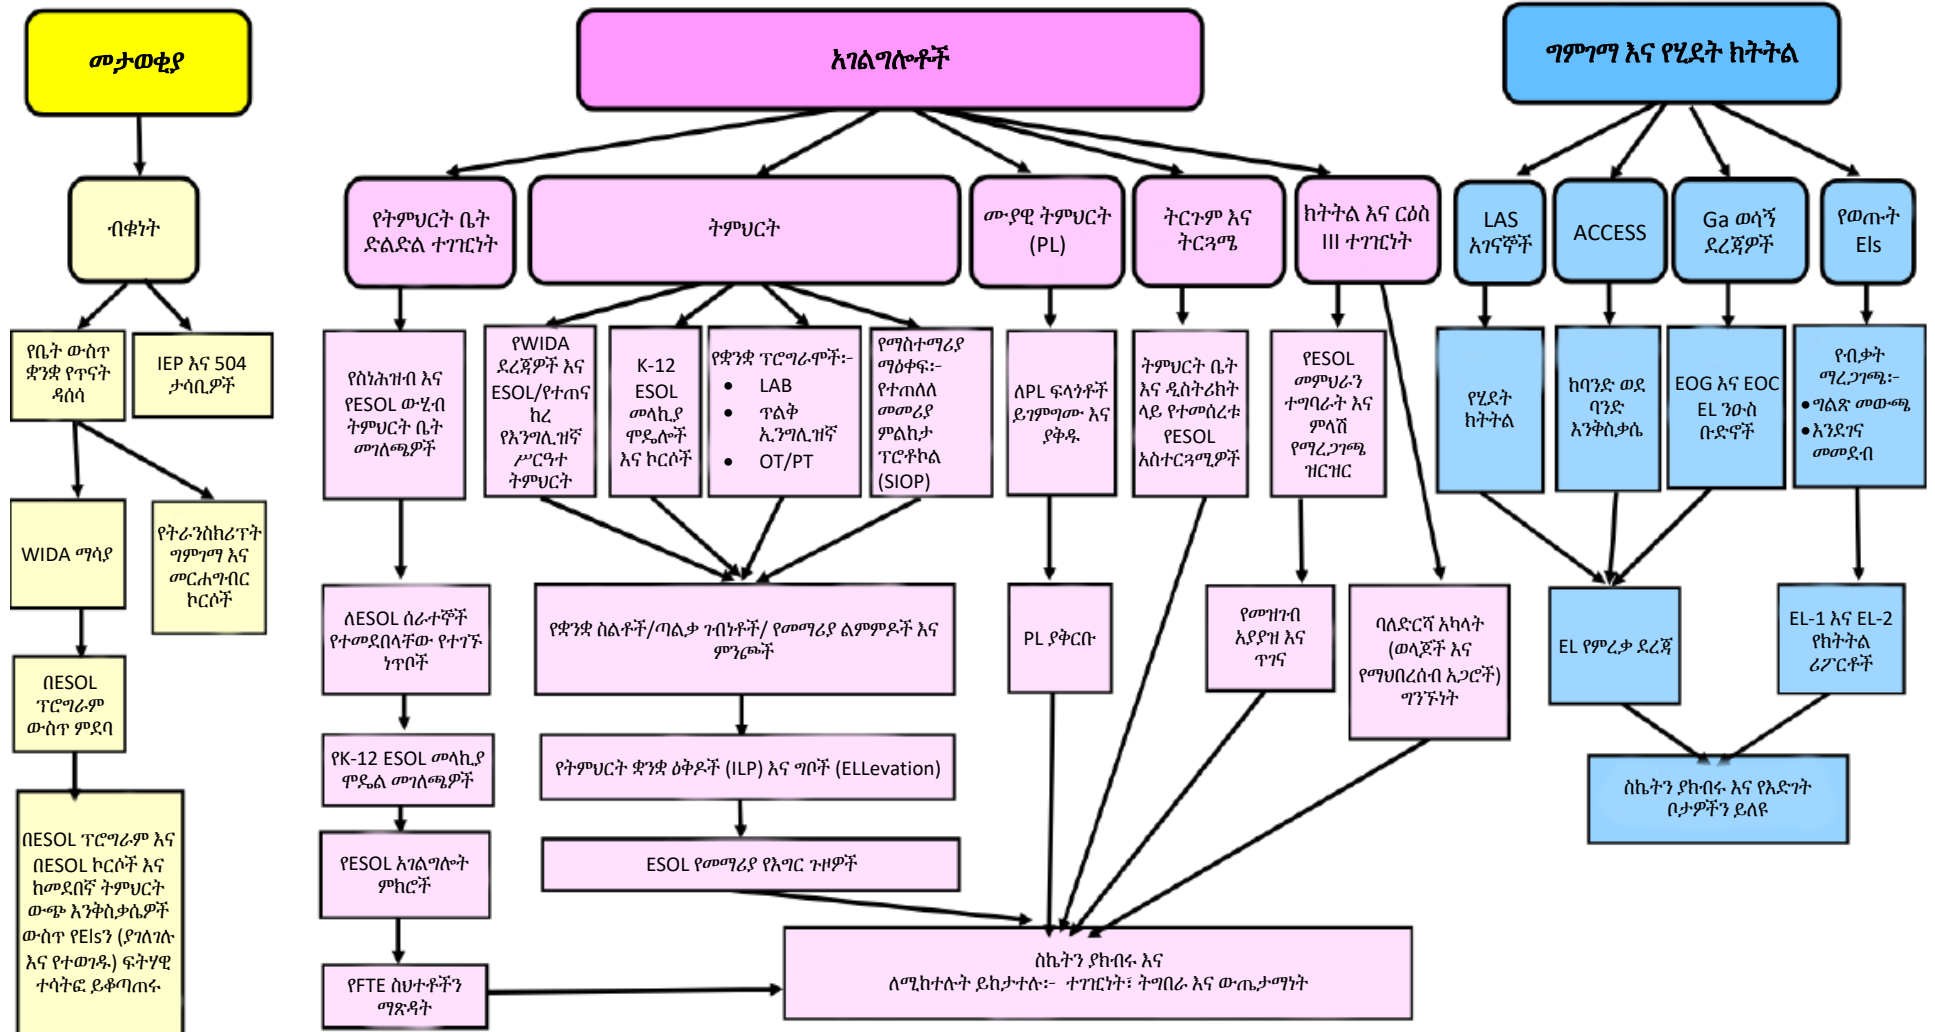 መታወቂያ
አገልግሎቶች
ግምገማ እና የሂደት ክትትል
ብቁነት
የትምህርት ቤት
ድልድል ተገዢነት
ትምህርት
ሙያዊ ትምህርት
(PL)
ትርጉም እና
ትርጓሜ
ክትትል እና ርዕስ
III ተገዢነት
LAS
አገናኞች
ACCESS
Ga ወሳኝ
ደረጃዎች
የወጡት
Els
የቤት ውስጥ
ቋንቋ የጥናት
ዳሰሳ
IEP እና 504
ታሳቢዎች
የስነሕዝብ እና
የESOL ውሂብ
ትምህርት ቤት
መገለጫዎች
የWIDA
ደረጃዎች እና
ESOL/የተጠና
ከረ
የእንግሊዝኛ
ሥርዓተ
ትምህርት
K-12
ESOL
መላኪያ
ሞዴሎች
እና ኮርሶች
የቋንቋ ፕሮግራሞች፡-
• LAB
• ጥልቅ
ኢንግሊዝኛ
• OT/PT
የማስተማሪያ
ማዕቀፍ፡-
የተጠለለ
መመሪያ
ምልከታ
ፕሮቶኮል
(SIOP)
ለPL ፍላጎቶች
ይገምግሙ እና
ያቅዱ
ትምህርት ቤት
እና ዲስትሪክት
ላይ የተመሰረቱ
የESOL
አስተርጓሚዎች
የESOL
መምህራን
ተግባራት እና
ምላሽ
የማረጋገጫ
ዝርዝር
የሂደት
ክትትል
ከባንድ ወደ
ባንድ
እንቅስቃሴ
EOG እና EOC
EL ንዑስ
ቡድኖች
የብቃት
ማረጋገጫ፡-
•ግልጽ መውጫ
•እንደገና
መመደብ
WIDA ማሳያ
የትራንስክሪፕት
ግምገማ እና
መርሐግብር
ኮርሶች
ለESOL ሰራተኞች
የተመደበላቸው የተገኙ
ነጥቦች
የቋንቋ ስልቶች/ጣልቃ ገብነቶች/ የመማሪያ ልምምዶች እና
ምንጮች
PL ያቅርቡ
የመዝገብ
አያያዝ እና
ጥገና
ባለድርሻ አካላት
(ወላጆች እና
የማህበረሰብ አጋሮች)
ግንኙነት
EL የምረቃ ደረጃ
EL-1 እና EL-2
የክትትል
ሪፖርቶች
በESOL
ፕሮግራም
ውስጥ ምደባ
የK-12 ESOL መላኪያ
ሞዴል መገለጫዎች
የትምህርት ቋንቋ ዕቅዶች (ILP) እና ግቦች (ELLevation)
ስኬትን ያክብሩ እና የእድገት
ቦታዎችን ይለዩ
በESOL ፕሮግራም እና
በESOL ኮርሶች እና
ከመደበኛ ትምህርት
ውጭ እንቅስቃሴዎች
ውስጥ የElsን (ያገለገሉ
እና የተወገዱ) ፍትሃዊ
ተሳትፎ ይቆጣጠሩ
የESOL አገልግሎት
ምክሮች
ESOL የመማሪያ የእግር ጉዞዎች
የFTE ስህተቶችን
ማጽዳት
ስኬትን ያክብሩ እና
ለሚከተሉት ይከታተሉ፡- ተገዢነት፣ ትግበራ እና ውጤታማነት